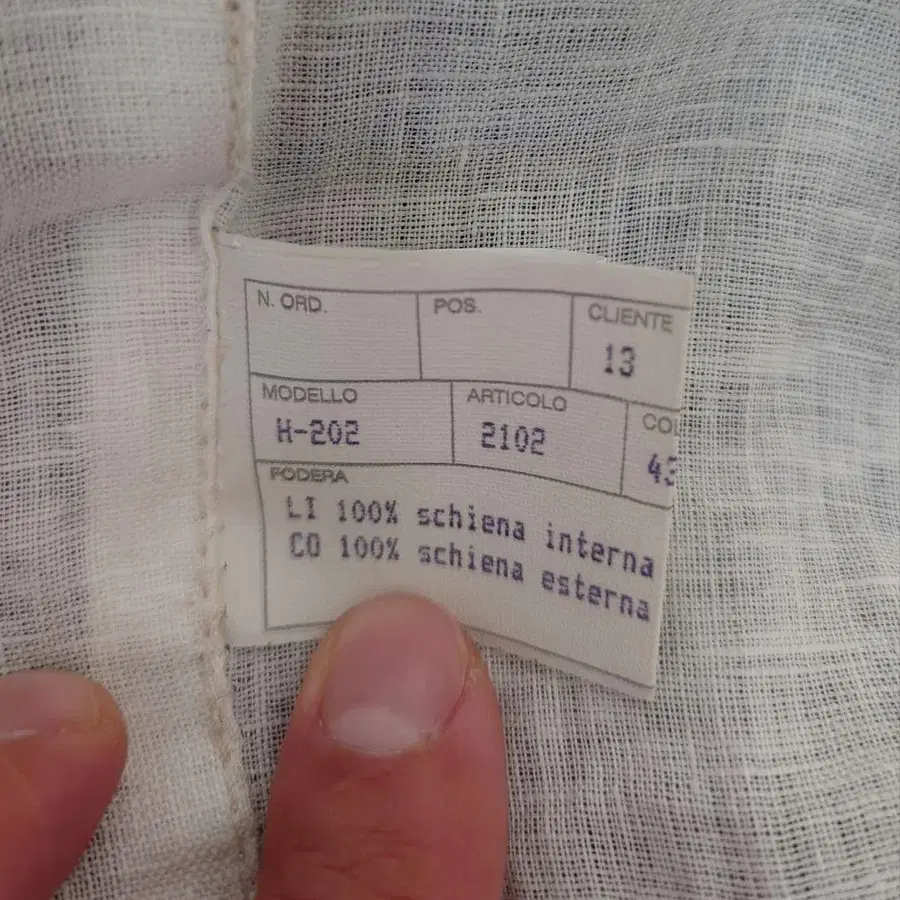 N. ORD. POS. CLIENTE
13
MODELLO ARTICOLO
H-202 2102
FODERA
LI 100% schiena interna
CO 100% schiena esterna